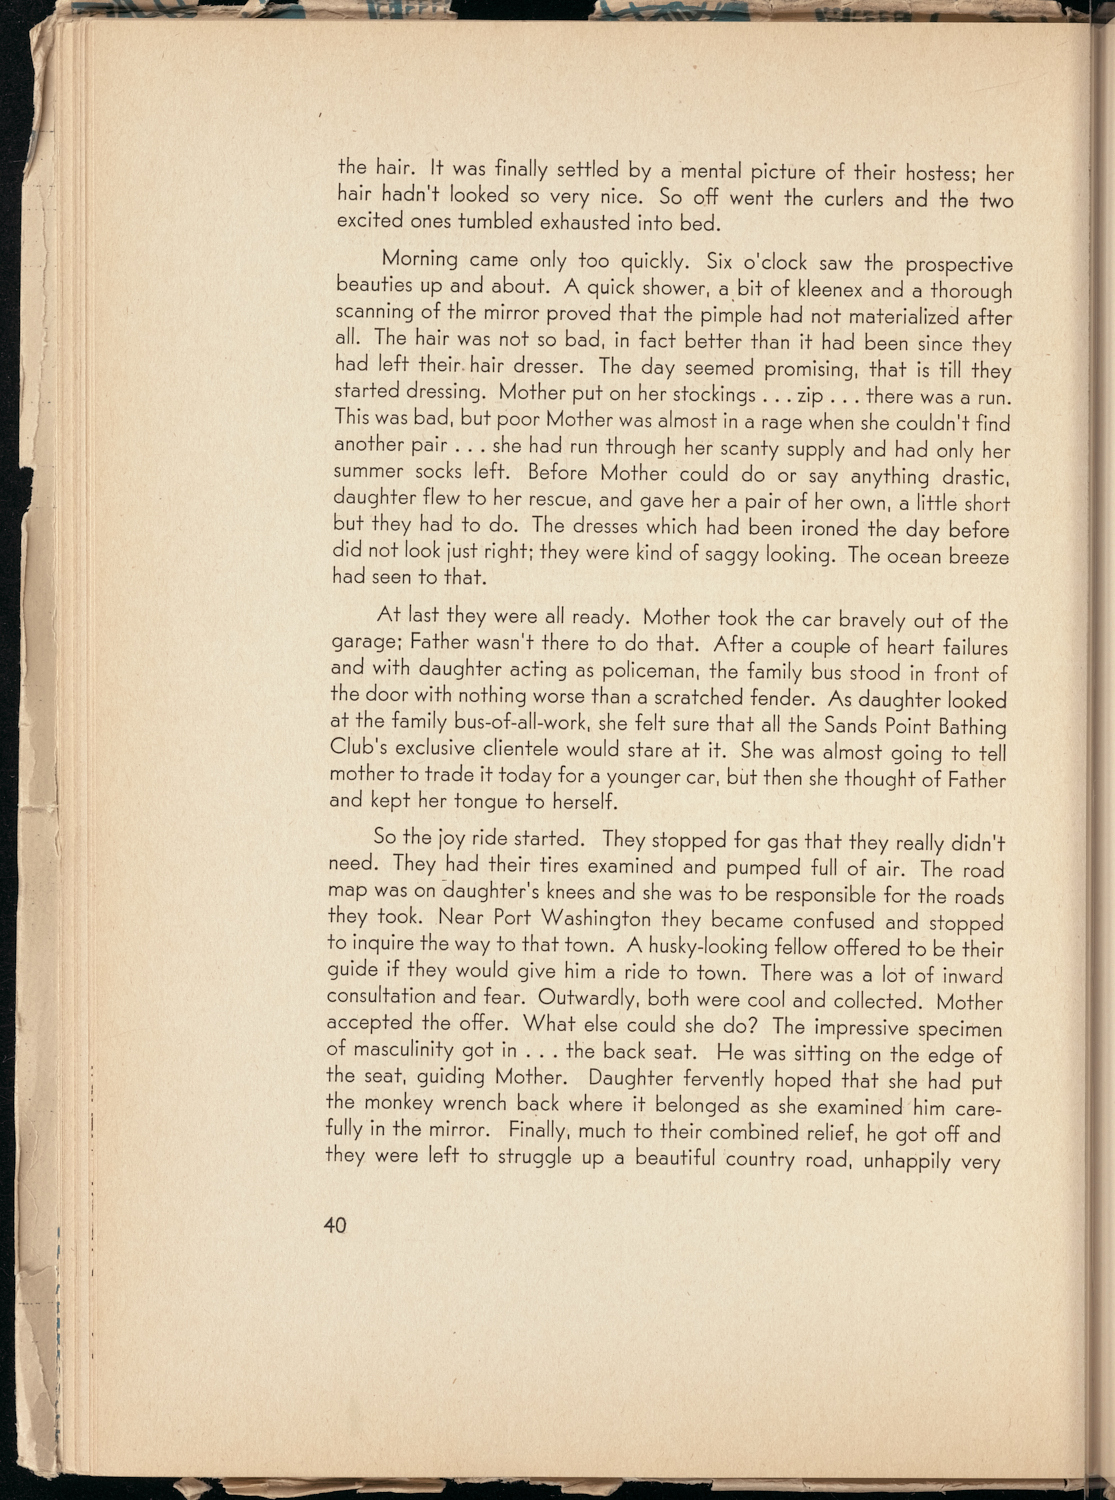 the hair. It was finally settled by a mental picture of their hostess; her
hair hadn't looked so very nice. So off went the curlers and the two
excited ones tumbled exhausted into bed.
Morning came only too quickly. Six o'clock saw the prospective
beauties up and about. A quick shower, a bit of kleenex and a thorough
scanning of the mirror proved that the pimple had not materialized after
all. The hair was not so bad, in fact better than it had been since they
had left their hair dresser. The day seemed promising, that is till they
started dressing. Mother put on her stockings . . . zip . . . there was a run.
This was bad, but poor Mother was almost in a rage when she couldn't find
another pair . . . she had run through her scanty supply and had only her
summer socks left. Before Mother could do or say anything drastic,
daughter flew to her rescue, and gave her a pair of her own, a little short
but they had to do. The dresses which had been ironed the day before
did not look just right; they were kind of saggy looking. The ocean breeze
had seen to that.
At last they were all ready. Mother took the car bravely out of the
garage; Father wasn't there to do that. After a couple of heart failures
and with daughter acting as policeman, the family bus stood in front of
the door with nothing worse than a scratched fender. As daughter looked
at the family bus-of-all-work, she felt sure that all the Sands Point Bathing
Club's exclusive clientele would stare at it. She was almost going to tell
mother to trade it today for a younger car, but then she thought of Father
and kept her tongue to herself.
So the joy ride started. They stopped for gas that they really didn't
need. They had their tires examined and pumped full of air. The road
map was on daughter's knees and she was to be responsible for the roads
they took. Near Port Washington they became confused and stopped
to inquire the way to that town. A husky-looking fellow offered to be their
guide if they would give him a ride to town. There was a lot of inward
consultation and fear. Outwardly, both were cool and collected. Mother
accepted the offer. What else could she do? The impressive specimen
of masculinity got in . . . the back seat. He was sitting on the edge of
the seat, guiding Mother. Daughter fervently hoped that she had put
the monkey wrench back where it belonged as she examined him care-
fully in the mirror. Finally, much to their combined relief, he got off and
they were left to struggle up a beautiful country road, unhappily very
40